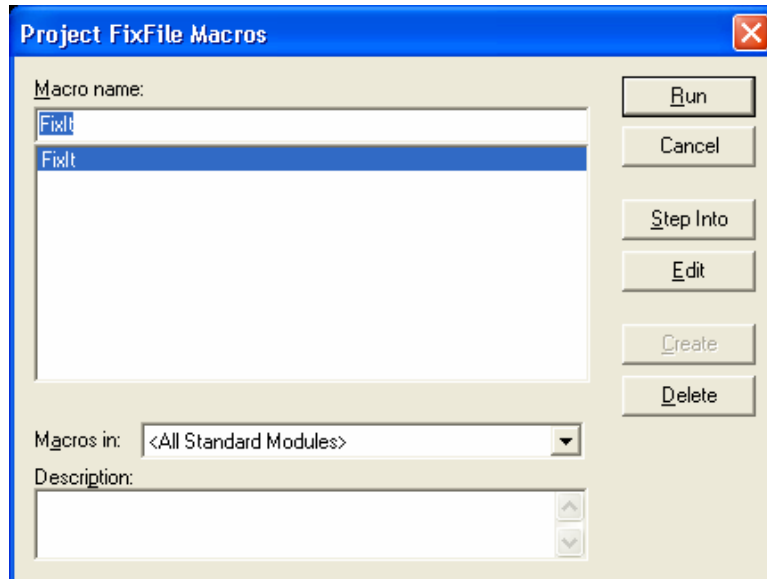 Project FixFile Macros
Macro name:
FixIt
FixIt
Run
Cancel
Step Into
Edit
Create
Delete
Macros in:
<All Standard Modules>
Description: